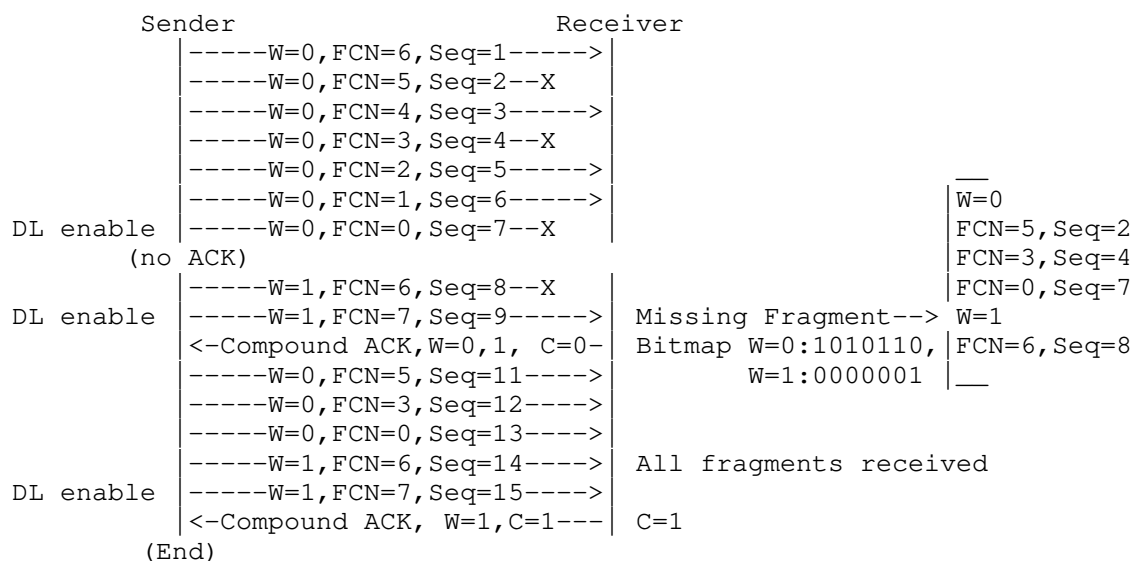 Sender                     Receiver
          |-----W=0,FCN=6,Seq=1----->|
          |-----W=0,FCN=5,Seq=2--X   |
          |-----W=0,FCN=4,Seq=3----->|
          |-----W=0,FCN=3,Seq=4--X   |
          |-----W=0,FCN=2,Seq=5----->|                     __
          |-----W=0,FCN=1,Seq=6----->|                    |W=0
DL enable |-----W=0,FCN=0,Seq=7--X   |                    |FCN=5,Seq=2
       (no ACK)                                           |FCN=3,Seq=4
          |-----W=1,FCN=6,Seq=8--X   |                    |FCN=0,Seq=7
DL enable |-----W=1,FCN=7,Seq=9----->| Missing Fragment--> W=1
          |<-Compound ACK,W=0,1, C=0-| Bitmap W=0:1010110,|FCN=6,Seq=8
          |-----W=0,FCN=5,Seq=11---->|        W=1:0000001 |__
          |-----W=0,FCN=3,Seq=12---->|
          |-----W=0,FCN=0,Seq=13---->|
          |-----W=1,FCN=6,Seq=14---->| All fragments received
DL enable |-----W=1,FCN=7,Seq=15---->|
          |<-Compound ACK, W=1,C=1---| C=1
        (End)